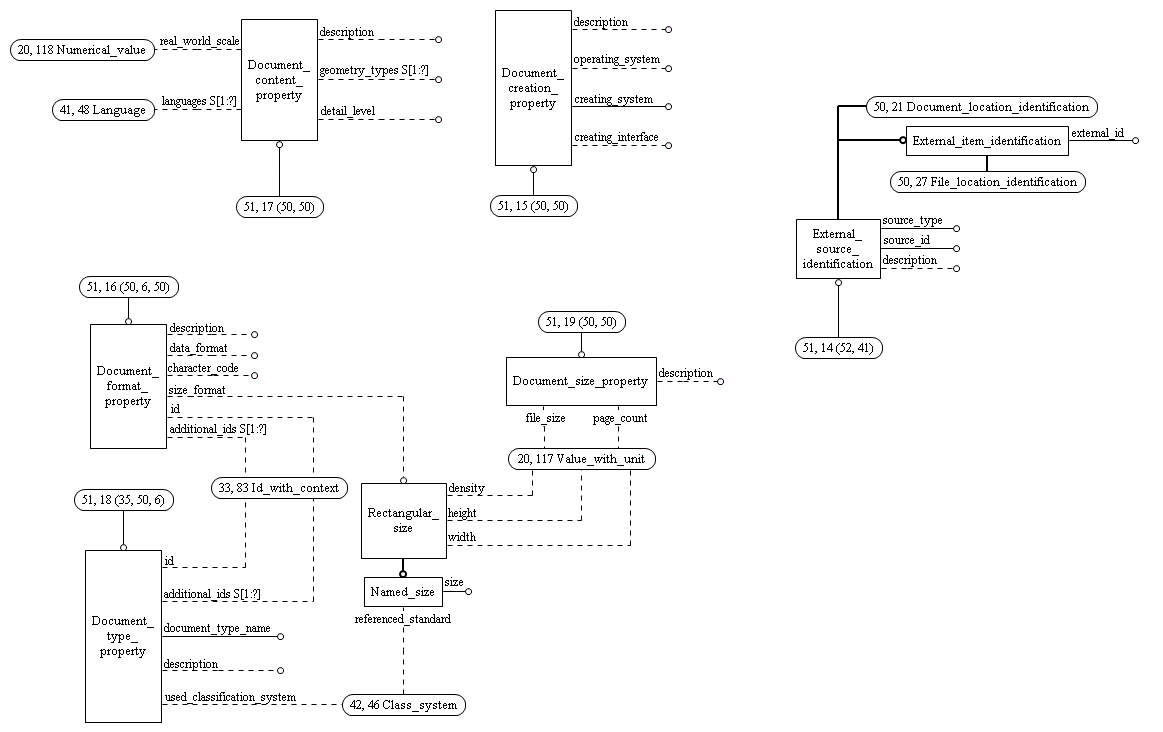 real_world_scale
20, 118 Numerical_value
languages S[1:?]
41, 48 Language
Document_
content_
property
description
geometry_types S[1:?]
detail_level
51, 17 (50, 50)
Document_
creation_
property
description
operating_system
creating_system
creating_interface
51, 15 (50, 50)
50, 21 Document_location_identification
External_item_identification
external_id
50, 27 File_location_identification
External_
source_
identification
source_type
source_id
description
51, 14 (52, 41)
51, 16 (50, 6, 50)
Document_
format_
property
description
data_format
character_code
size_format
id
additional_ids S[1:?]
51, 19 (50, 50)
Document_size_property
description
file_size
page_count
20, 117 Value_with_unit
33, 83 Id_with_context
51, 18 (35, 50, 6)
Rectangular_
size
density
height
width
Named_size
size
referenced_standard
Document_
type_
property
id
additional_ids S[1:?]
document_type_name
description
used_classification_system
42, 46 Class_system